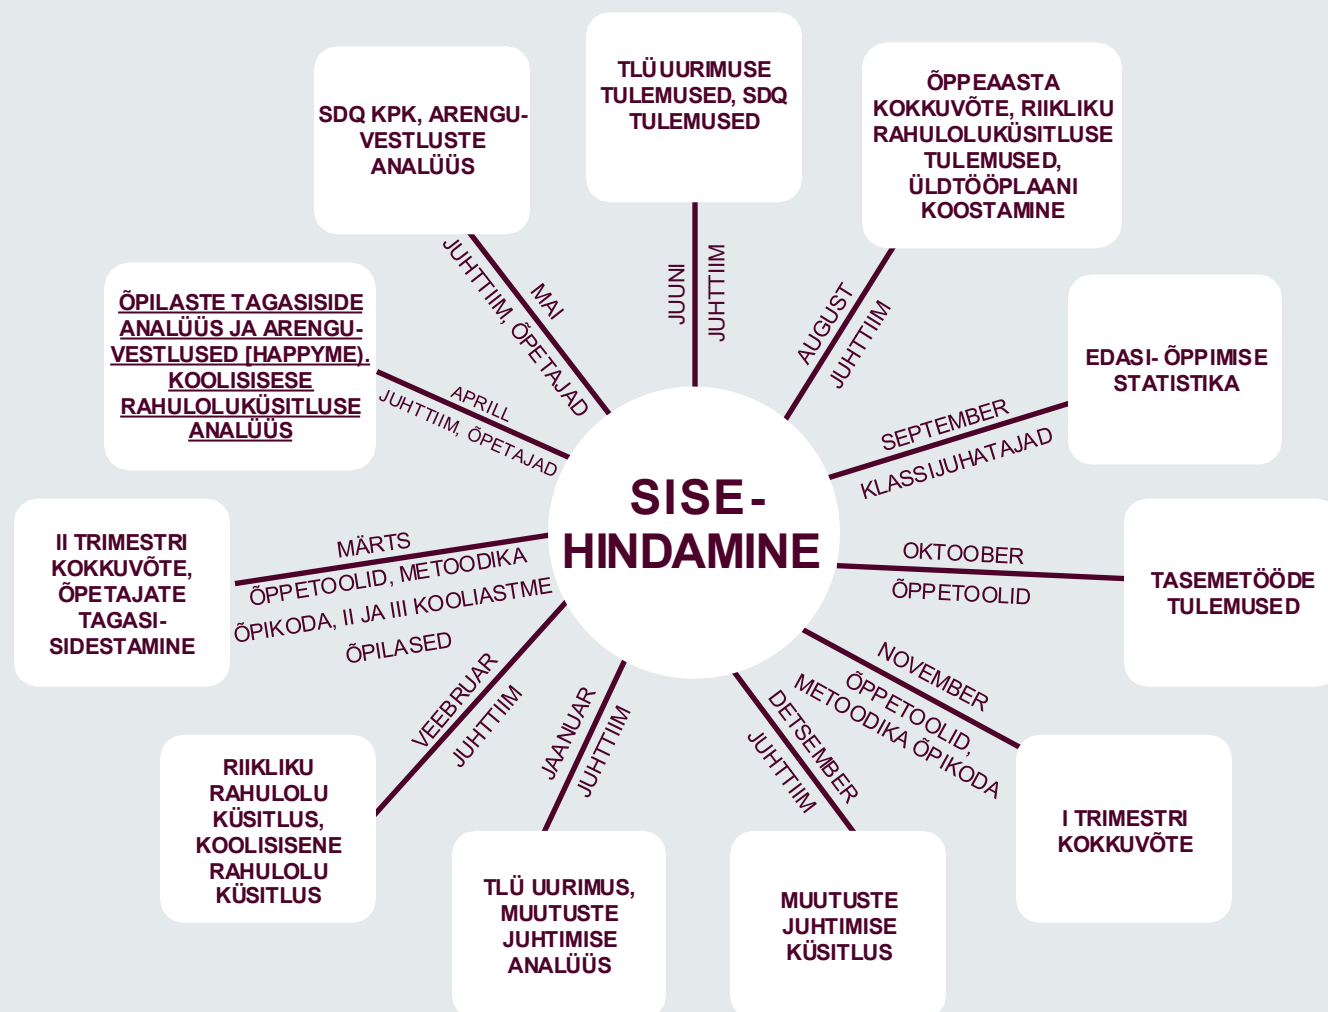 SISE-
HINDAMINE
TLÜ UURIMUSE
TULEMUSED, SDQ
TULEMUSED
JUUNI
JUHTTIIM
ÕPPEAASTA
KOKKUVÕTE, RIIKLIKU
RAHULOLUKÜSITLUSE
TULEMUSED,
ÜLDTÖÖPLAANI
KOOSTAMINE
AUGUST
JUHTTIIM
EDASI- ÕPPIMISE
STATISTIKA
SEPTEMBER
KLASSIJUHATAJAD
TASEMETÖÖDE
TULEMUSED
OKTOOBER
ÕPPETOOLID
I TRIMESTRI
KOKKUVÕTE
NOVEMBER
ÕPPETOOLID,
METOODIKA ÕPIKODA
MUUTUSTE
JUHTIMISE
KÜSITLUS
DETSEMBER
JUHTTIIM
TLÜ UURIMUS,
MUUTUSTE
JUHTIMISE
ANALÜÜS
JAANUAR
JUHTTIIM
RIIKLIKU
RAHULOLU
KÜSITLUS,
KOOLISISENE
RAHULOLU
KÜSITLUS
VEEBRUAR
JUHTTIIM
II TRIMESTRI
KOKKUVÕTE,
ÕPETAJATE
TAGASI-
SIDESTAMINE
MÄRTS
ÕPPETOOLID, METOODIKA
ÕPIKODA, II JA III KOOLIASTME
ÕPILASED
ÕPILASTE TAGASISIDE
ANALÜÜS JA ARENGU-
VESTLUSED [HAPPYME).
KOOLISISESE
RAHULOLUKÜSITLUSE
ANALÜÜS
APRILL
JUHTTIIM, ÕPETAJAD
SDQ KPK, ARENGU-
VESTLUSTE
ANALÜÜS
MAI
JUHTTIIM, ÕPETAJAD